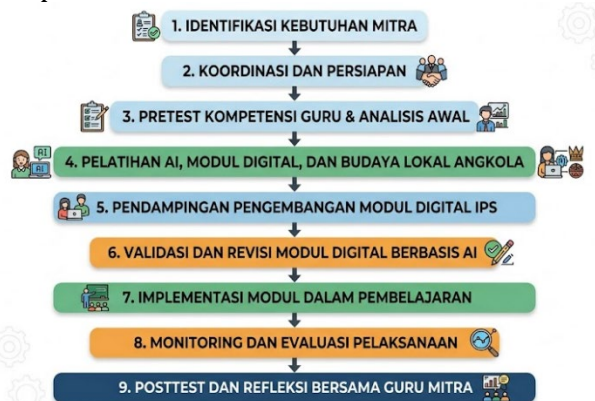 1. IDENTIFIKASI KEBUTUHAN MITRA
2. KOORDINASI DAN PERSIAPAN
3. PRETEST KOMPETENSI GURU & ANALISIS AWAL
AI
AI
4. PELATIHAN AI, MODUL DIGITAL, DAN BUDAYA LOKAL ANGKOLA
5. PENDAMPINGAN PENGEMBANGAN MODUL DIGITAL IPS
6. VALIDASI DAN REVISI MODUL DIGITAL BERBASIS AI
7. IMPLEMENTASI MODUL DALAM PEMBELAJARAN
8. MONITORING DAN EVALUASI PELAKSANAAN
9. POSTTEST DAN REFLEKSI BERSAMA GURU MITRA